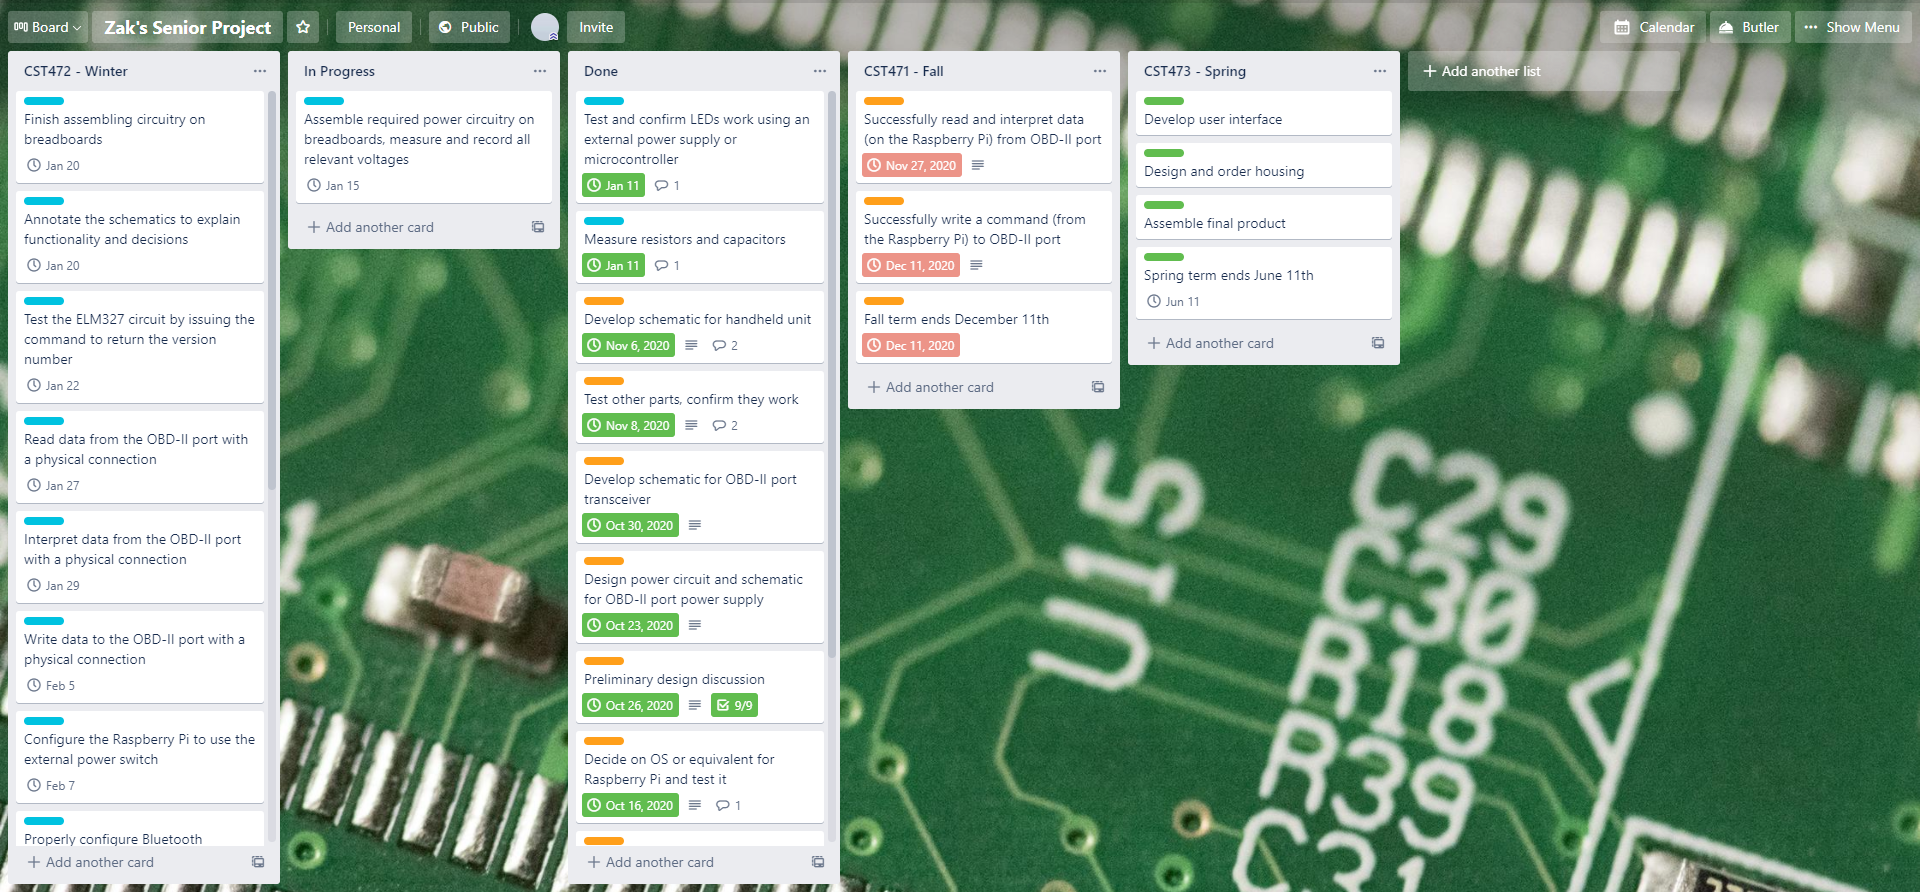 Board
Zak's Senior Project
Personal
Public
Invite
Calendar
Butler
Show Menu
CST472 - Winter
Finish assembling circuitry on
breadboards
Jan 20
Annotate the schematics to explain
functionality and decisions
Jan 20
Test the ELM327 circuit by issuing the
command to return the version
number
Jan 22
Read data from the OBD-II port with
a physical connection
Jan 27
Interpret data from the OBD-II port
with a physical connection
Jan 29
Write data to the OBD-II port with a
physical connection
Feb 5
Configure the Raspberry Pi to use the
external power switch
Feb 7
Properly configure Bluetooth
Add another card
In Progress
Assemble required power circuitry on
breadboards, measure and record all
relevant voltages
Jan 15
Add another card
Done
Test and confirm LEDs work using an
external power supply or
microcontroller
Jan 11 1
Measure resistors and capacitors
Jan 11 1
Develop schematic for handheld unit
Nov 6, 2020 2
Test other parts, confirm they work
Nov 8, 2020 2
Develop schematic for OBD-II port
transceiver
Oct 30, 2020
Design power circuit and schematic
for OBD-II port power supply
Oct 23, 2020
Preliminary design discussion
Oct 26, 2020 9/9
Decide on OS or equivalent for
Raspberry Pi and test it
Oct 16, 2020 1
Add another card
CST471 - Fall
Successfully read and interpret data
(on the Raspberry Pi) from OBD-II port
Nov 27, 2020
Successfully write a command (from
the Raspberry Pi) to OBD-II port
Dec 11, 2020
Fall term ends December 11th
Dec 11, 2020
Add another card
CST473 - Spring
Develop user interface
Design and order housing
Assemble final product
Spring term ends June 11th
Jun 11
Add another card
Add another list
U15
C29
C30
R18
R39
C31